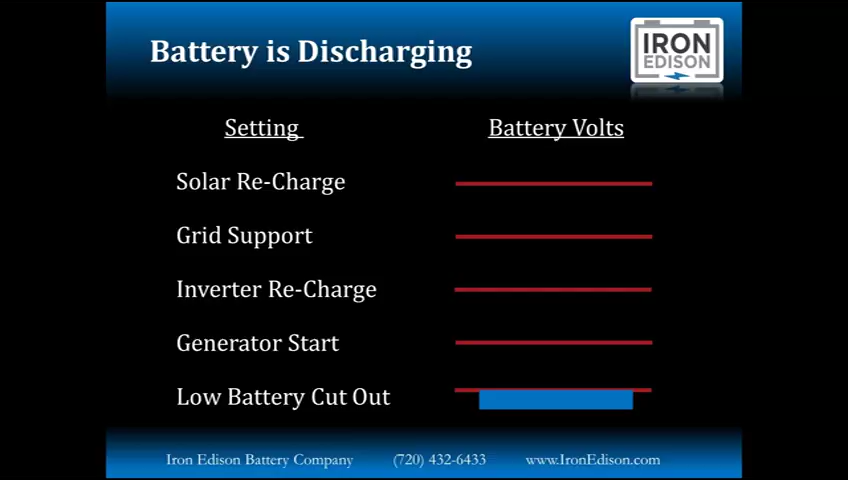 Battery is Discharging
IRON
EDISON
Setting Battery Volts
Solar Re-Charge
Grid Support
Inverter Re-Charge
Generator Start
Low Battery Cut Out
Iron Edison Battery Company (720) 432-6433 www.IronEdison.com